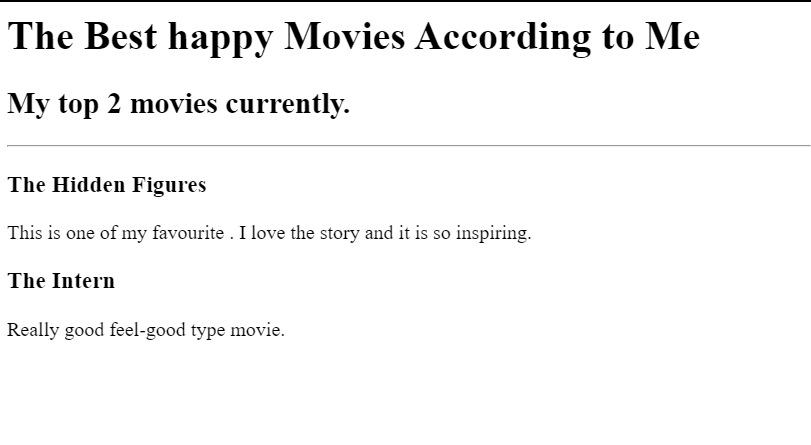 The Best happy Movies According to Me
My top 2 movies currently.
The Hidden Figures
This is one of my favourite . I love the story and it is so inspiring.
The Intern
Really good feel-good type movie.